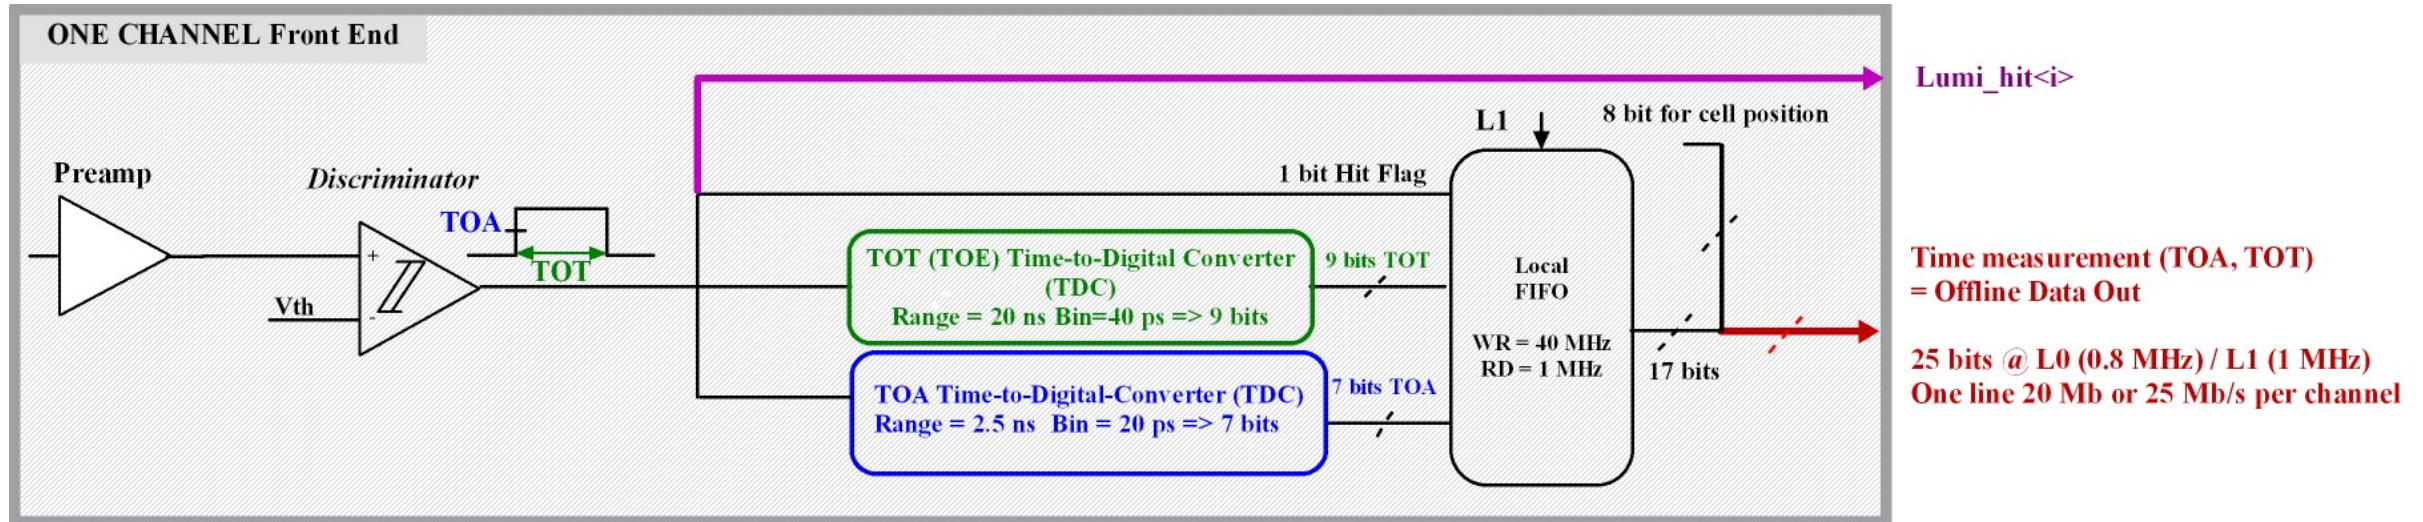 ONE CHANNEL Front End
Lumi_hit<i>
L1
8 bit for cell position
Preamp
Discriminator
1 bit Hit Flag
TOA
TOT
+
Vth
-
TOT (TOE) Time-to-Digital Converter
(TDC)
Range = 20 ns Bin=40 ps => 9 bits
9 bits TOT
TOA Time-to-Digital-Converter (TDC)
Range = 2.5 ns Bin = 20 ps => 7 bits
7 bits TOA
Local
FIFO
WR = 40 MHz
RD = 1 MHz
17 bits
Time measurement (TOA, TOT)
= Offline Data Out
25 bits @ L0 (0.8 MHz) / L1 (1 MHz)
One line 20 Mb or 25 Mb/s per channel